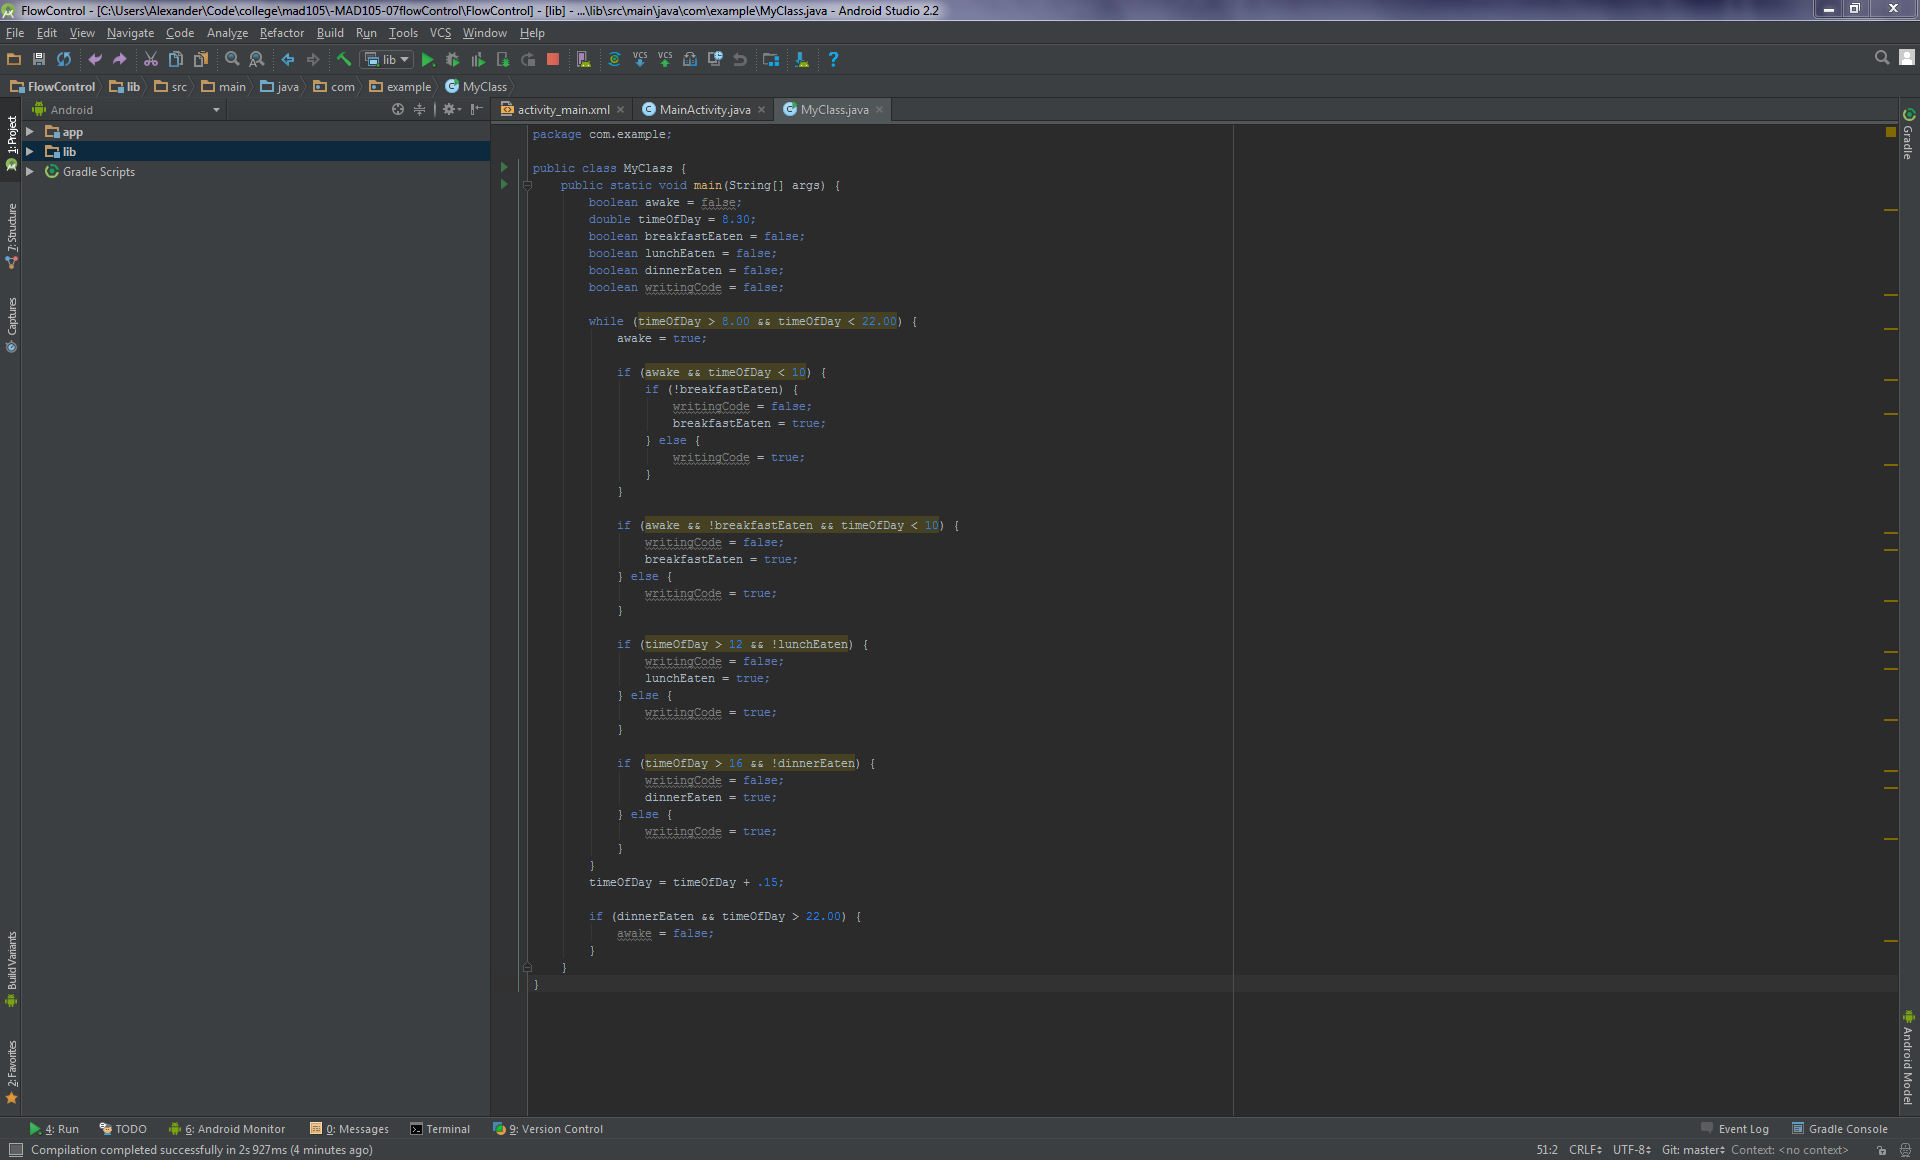 FlowControl - [C:\Users\Alexander\Code\college\mad105\-MAD105-07flowControl\FlowControl] - [lib] - ...\lib\src\main\java\com\example\MyClass.java - Android Studio 2.2
File Edit View Navigate Code Analyze Refactor Build Run Tools VCS Window Help
lib VCS VCS ?
FlowControl lib src main java com example MyClass
Android
activity_main.xml MainActivity.java MyClass.java
app
lib
Gradle Scripts
1: Project
7: Structure
Captures
Build Variants
2: Favorites
package com.example;
public class MyClass {
public static void main(String[] args) {
boolean awake = false;
double timeOfDay = 8.30;
boolean breakfastEaten = false;
boolean lunchEaten = false;
boolean dinnerEaten = false;
boolean writingCode = false;
while (timeOfDay > 8.00 && timeOfDay < 22.00) {
awake = true;
if (awake && timeOfDay < 10) {
if (!breakfastEaten) {
writingCode = false;
breakfastEaten = true;
} else {
writingCode = true;
}
}
if (awake && !breakfastEaten && timeOfDay < 10) {
writingCode = false;
breakfastEaten = true;
} else {
writingCode = true;
}
if (timeOfDay > 12 && !lunchEaten) {
writingCode = false;
lunchEaten = true;
} else {
writingCode = true;
}
if (timeOfDay > 16 && !dinnerEaten) {
writingCode = false;
dinnerEaten = true;
} else {
writingCode = true;
}
}
timeOfDay = timeOfDay + .15;
if (dinnerEaten && timeOfDay > 22.00) {
awake = false;
}
}
}
Gradle
Android Model
4: Run TODO 6: Android Monitor 0: Messages Terminal 9: Version Control Event Log Gradle Console
Compilation completed successfully in 2s 927ms (4 minutes ago) 51:2 CRLF UTF-8 Git: master Context: <no context>